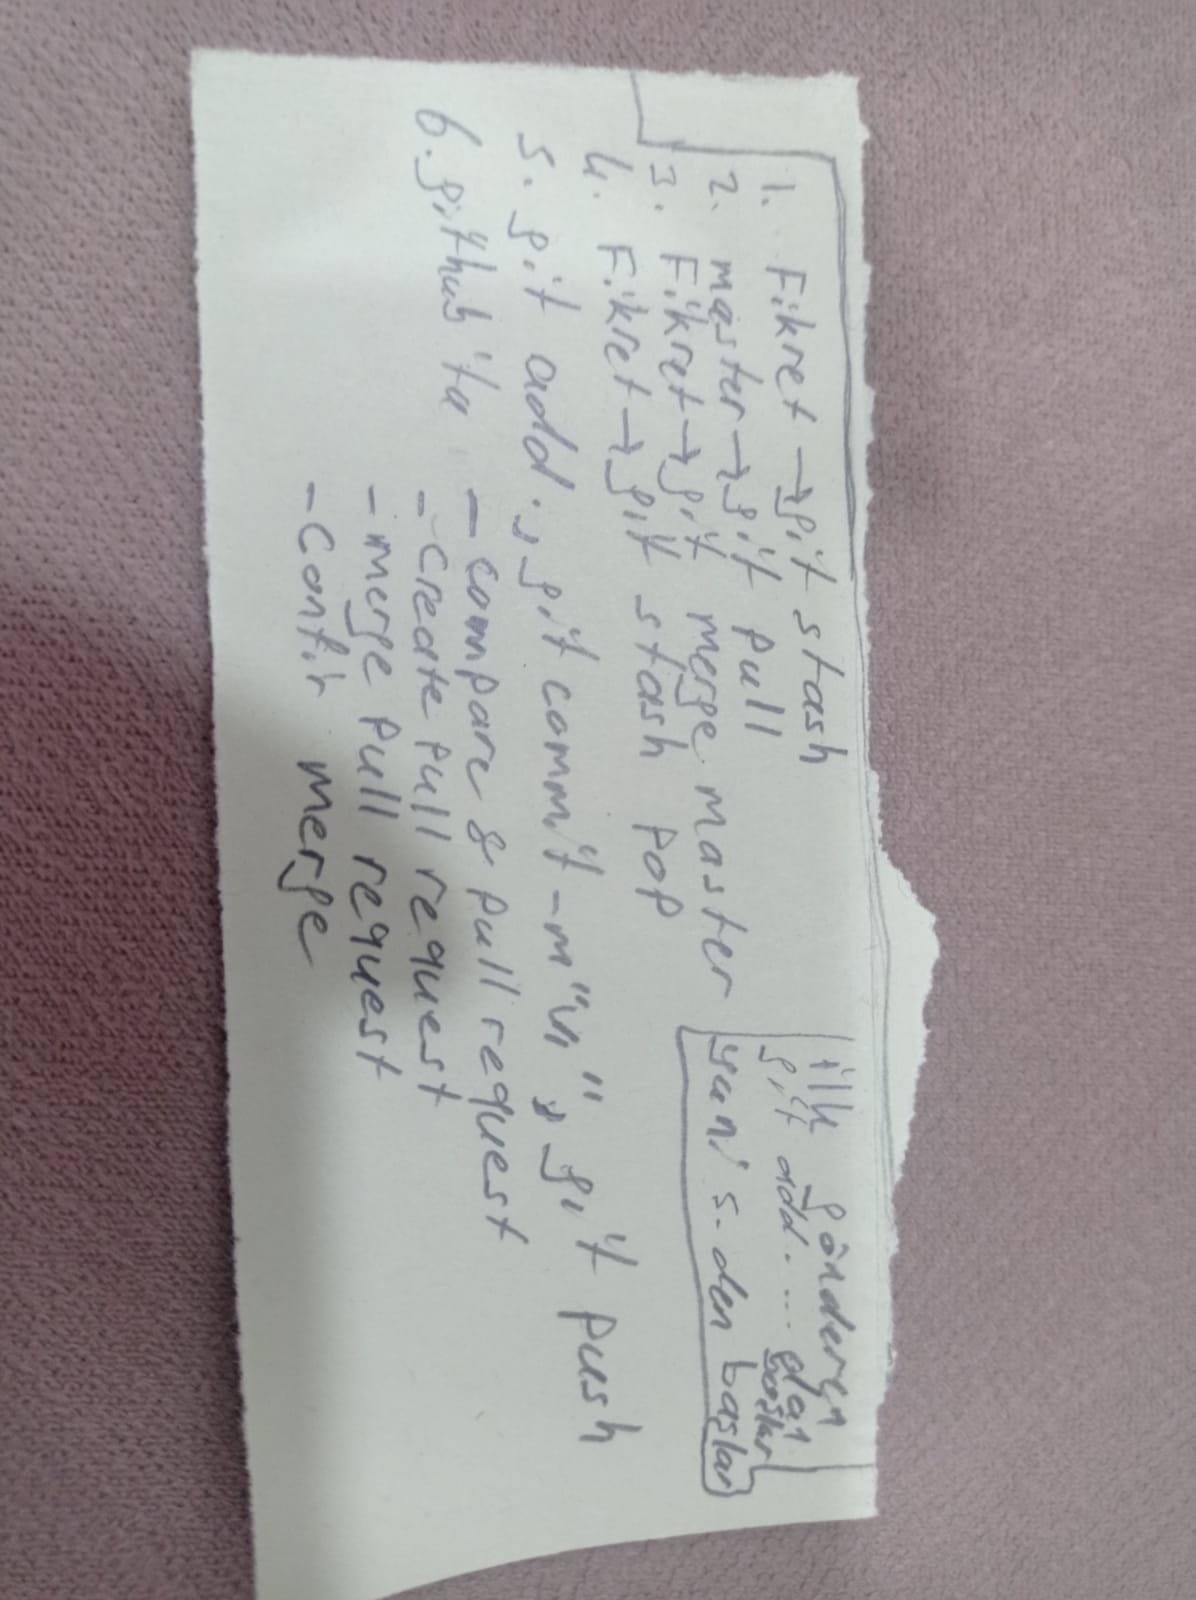 1. Fikret → git stash
2. master → git pull
3. Fikret → git merge master
4. Fikret → git stash pop
ilk gönderen
git add. ... dan başlar
yani 5. den başlar
5. git add ., git commit -m "", git push
6. github'ta - compare & pull request
- create pull request
- merge pull request
- confir merge